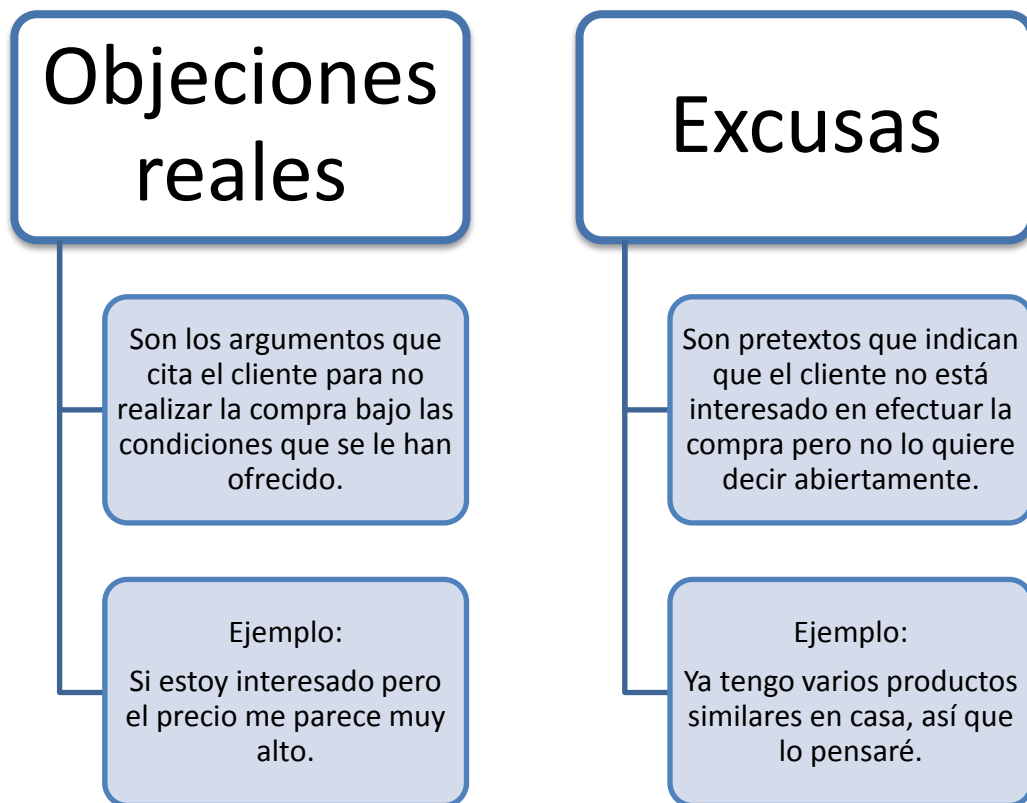 Objeciones
reales
Son los argumentos que
cita el cliente para no
realizar la compra bajo las
condiciones que se le han
ofrecido.
Ejemplo:
Si estoy interesado pero
el precio me parece muy
alto.
Excusas
Son pretextos que indican
que el cliente no está
interesado en efectuar la
compra pero no lo quiere
decir abiertamente.
Ejemplo:
Ya tengo varios productos
similares en casa, así que
lo pensaré.